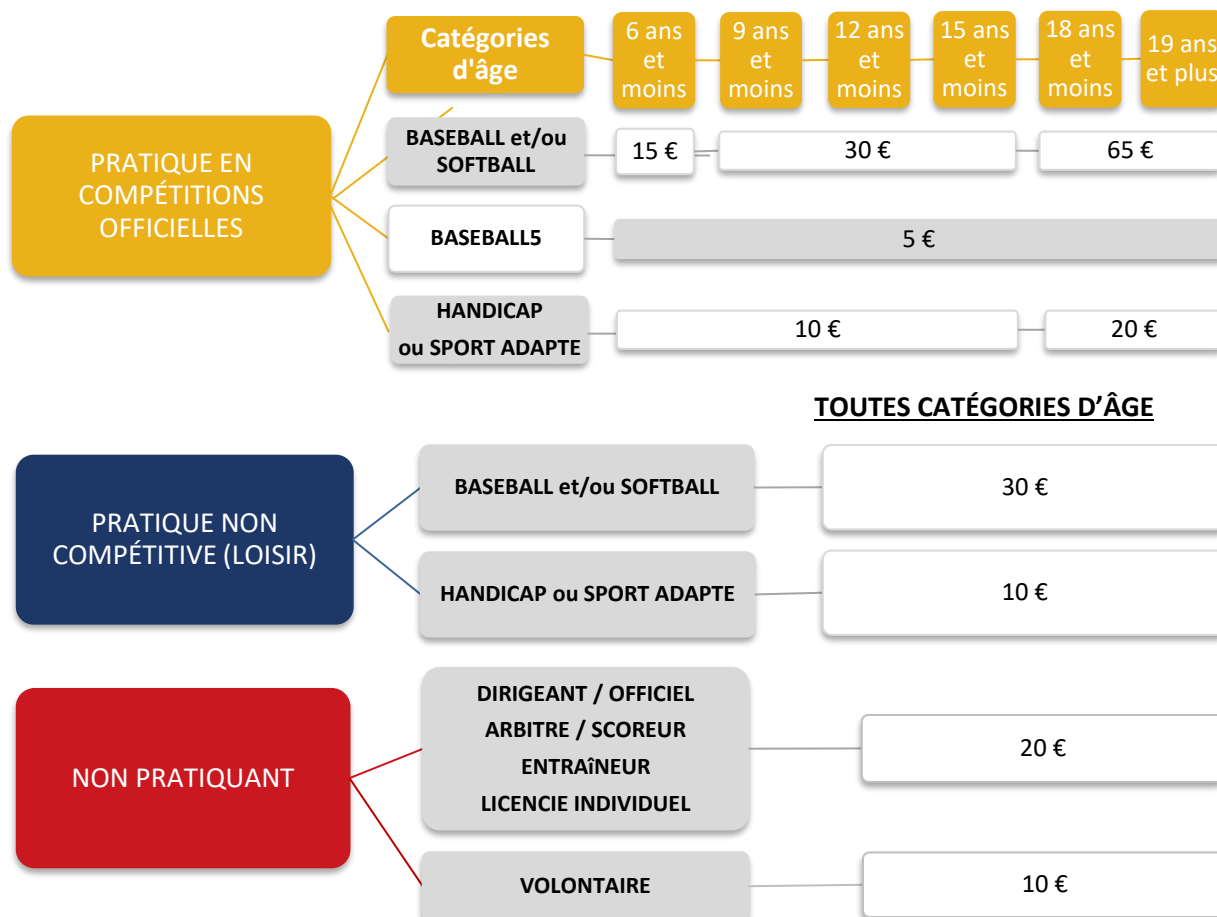 Catégories
d'âge
6 ans
et
moins
9 ans
et
moins
12 ans
et
moins
15 ans
et
moins
18 ans
et
moins
19 ans
et plus
PRATIQUE EN
COMPÉTITIONS
OFFICIELLES
BASEBALL et/ou
SOFTBALL
15 €
30 €
65 €
BASEBALL5
5 €
HANDICAP
ou SPORT ADAPTE
10 €
20 €
TOUTES CATÉGORIES D’ÂGE
PRATIQUE NON
COMPÉTITIVE (LOISIR)
BASEBALL et/ou SOFTBALL
30 €
HANDICAP ou SPORT ADAPTE
10 €
NON PRATIQUANT
DIRIGEANT / OFFICIEL
ARBITRE / SCOREUR
ENTRAîNEUR
LICENCIE INDIVIDUEL
20 €
VOLONTAIRE
10 €